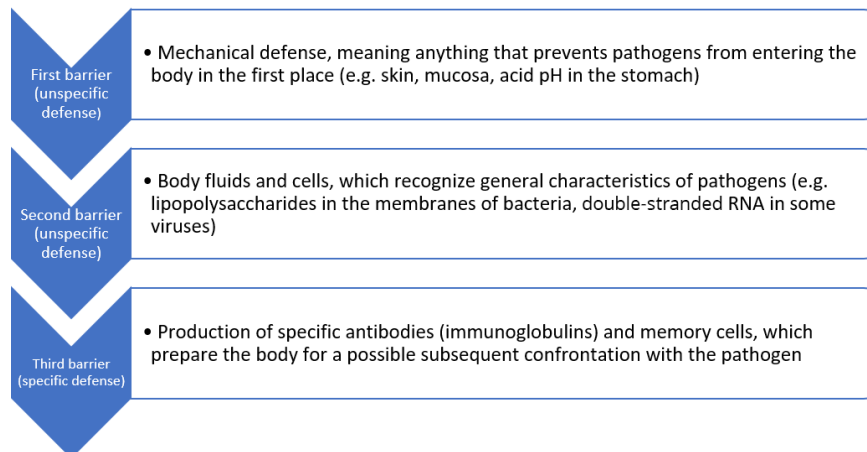 First barrier
(unspecific
defense)
• Mechanical defense, meaning anything that prevents pathogens from entering the
body in the first place (e.g. skin, mucosa, acid pH in the stomach)
Second barrier
(unspecific
defense)
• Body fluids and cells, which recognize general characteristics of pathogens (e.g.
lipopolysaccharides in the membranes of bacteria, double-stranded RNA in some
viruses)
Third barrier
(specific defense)
• Production of specific antibodies (immunoglobulins) and memory cells, which
prepare the body for a possible subsequent confrontation with the pathogen